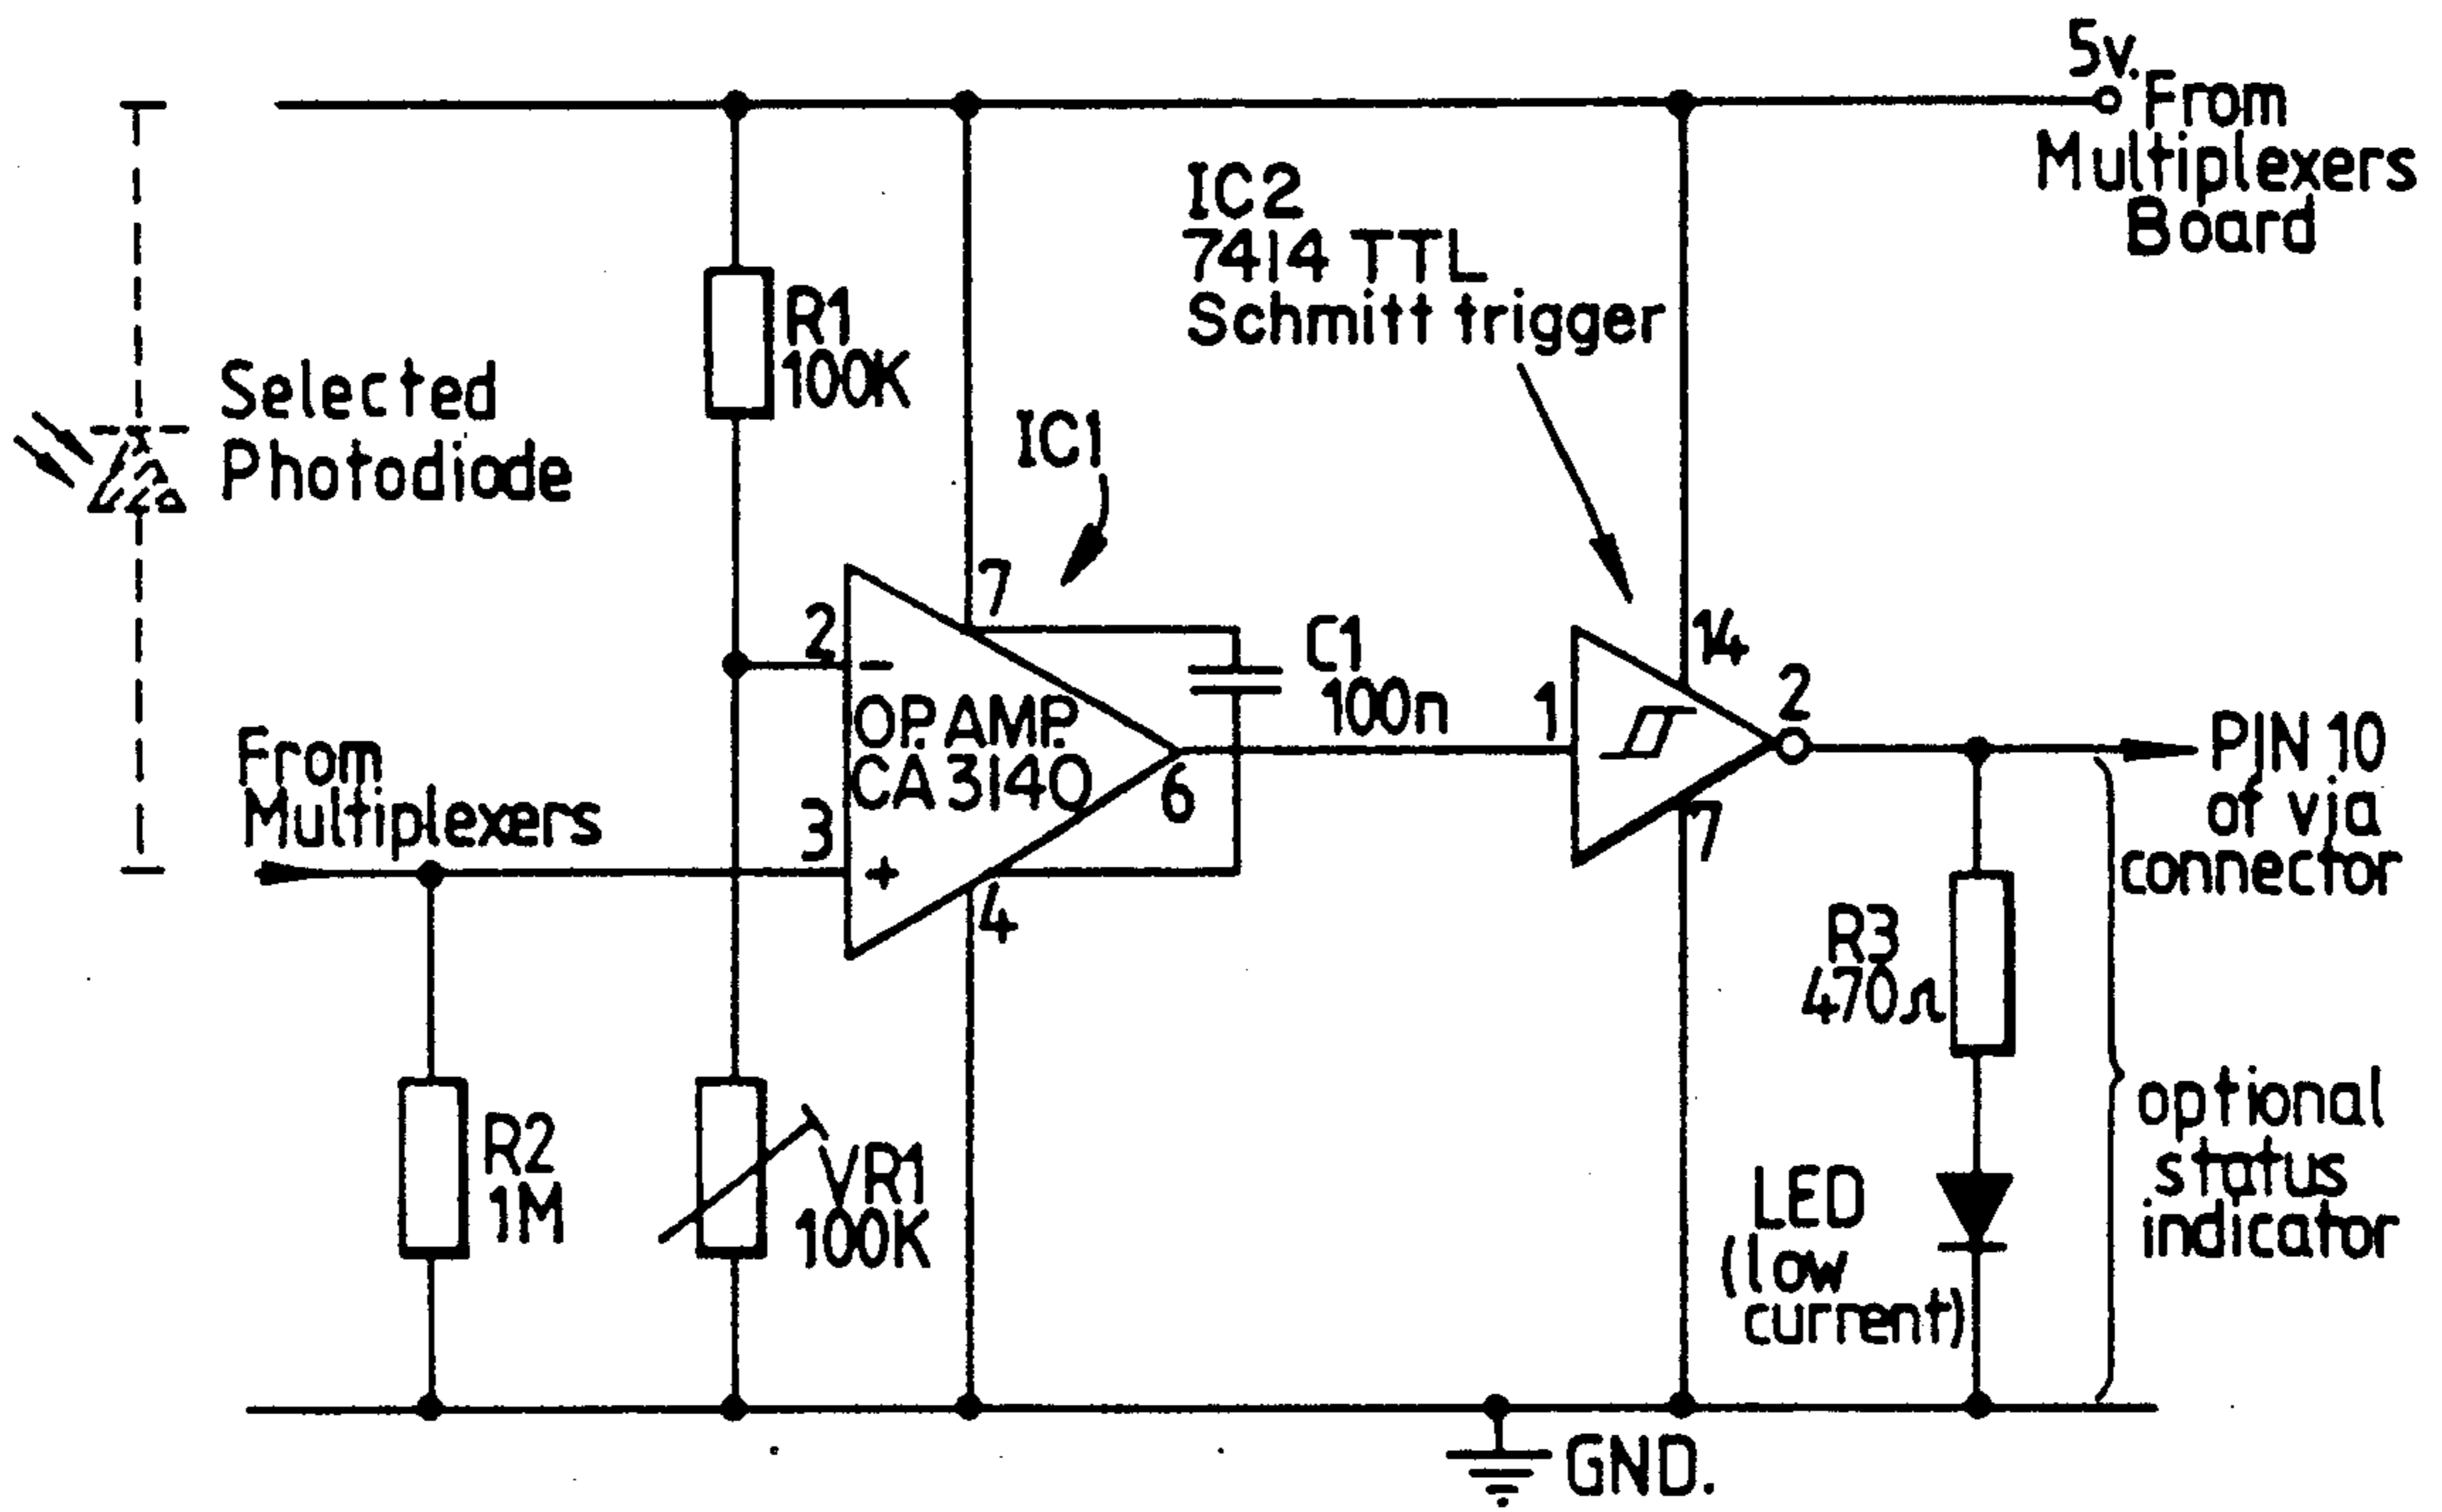 5v.
From
Multiplexers
Board
IC2
7414 TTL
Schmitt trigger
R1
100K
Selected
Photodiode
IC1
7
2
-
OP. AMP.
CA 3140
3
+
4
6
C1
100n
1
14
2
7
From
Multiplexers
PIN 10
of via
connector
R3
470Ω
R2
1M
VR1
100K
LED
(low
current)
optional
status
indicator
GND.